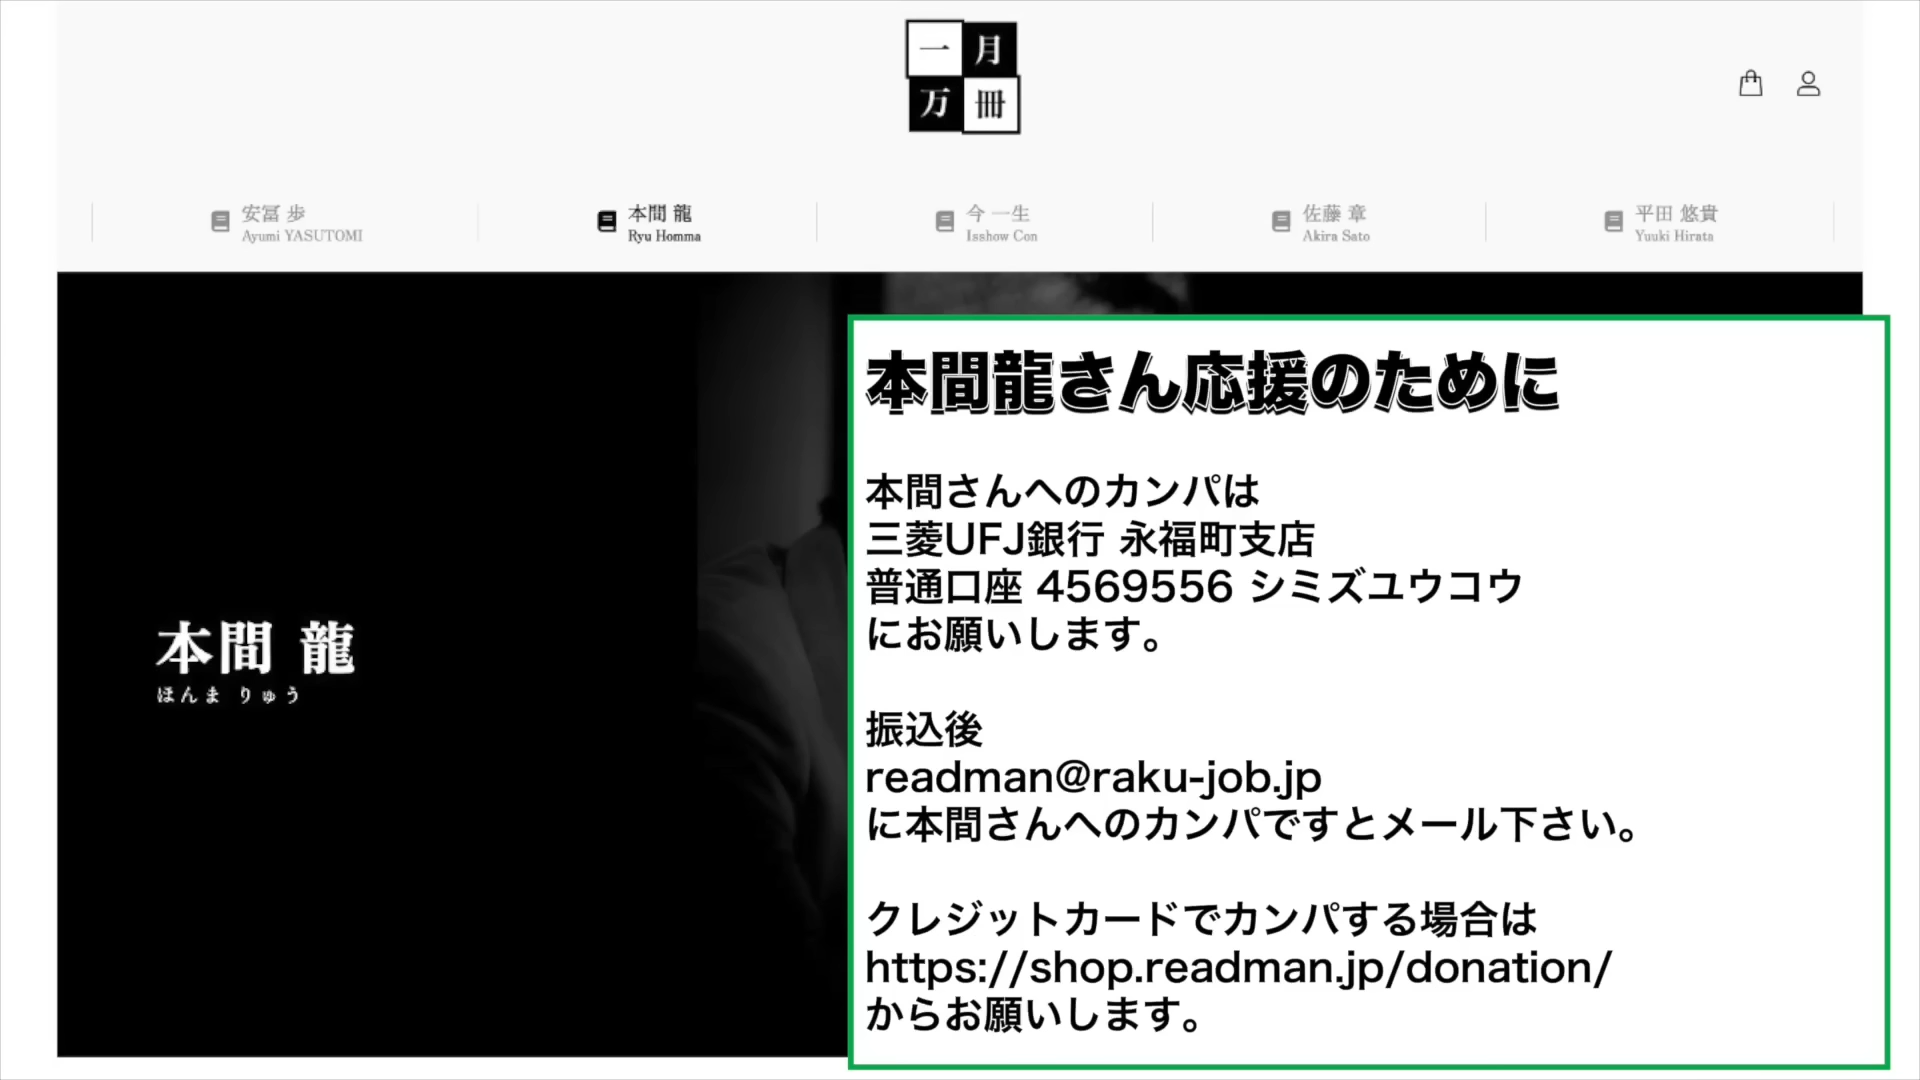 一月
万冊
安冨 歩
Ayumi YASUTOMI
本間 龍
Ryu Homma
今 一生
Isshow Con
佐藤 章
Akira Sato
平田 悠貴
Yuuki Hirata
本間 龍
ほんま りゅう
本間龍さん応援のために
本間さんへのカンパは
三菱UFJ銀行 永福町支店
普通口座 4569556 シミズユウコウ
にお願いします。
振込後
readman@raku-job.jp
に本間さんへのカンパですとメール下さい。
クレジットカードでカンパする場合は
https://shop.readman.jp/donation/
からお願いします。